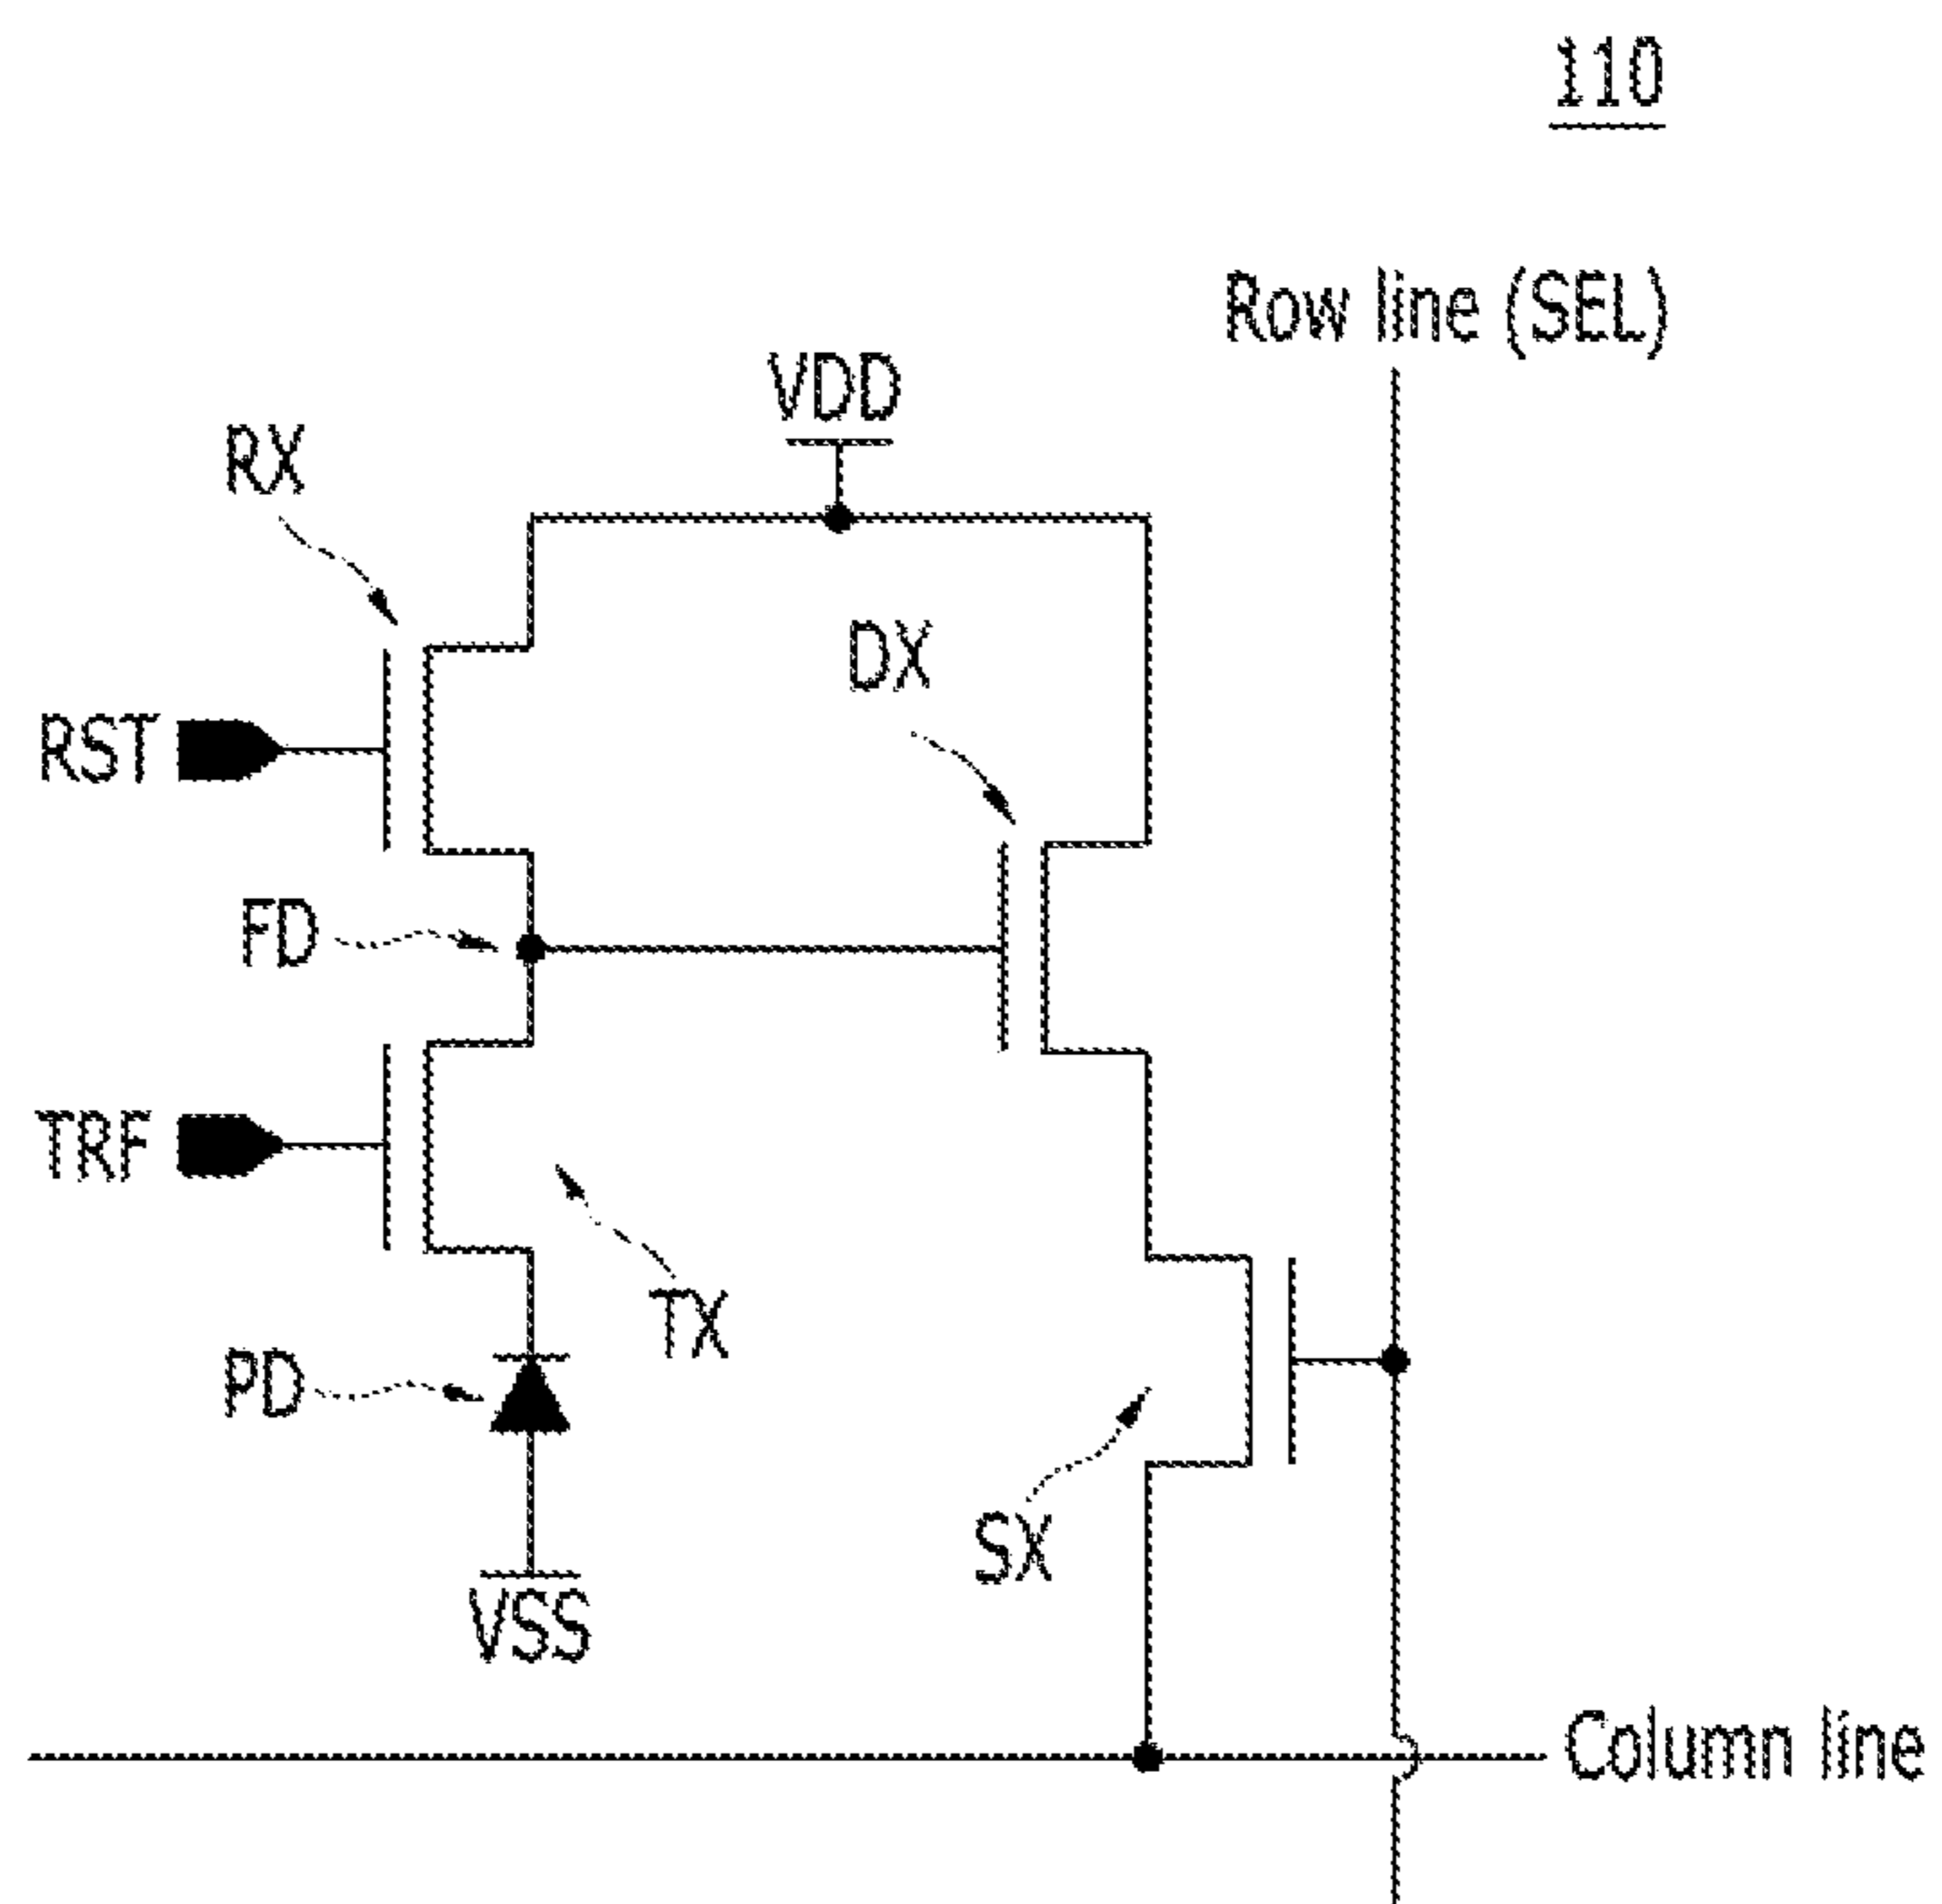 110
Row line (SEL)
VDD
RX
DX
RST
FD
TRF
TX
PD
SX
VSS
Column line